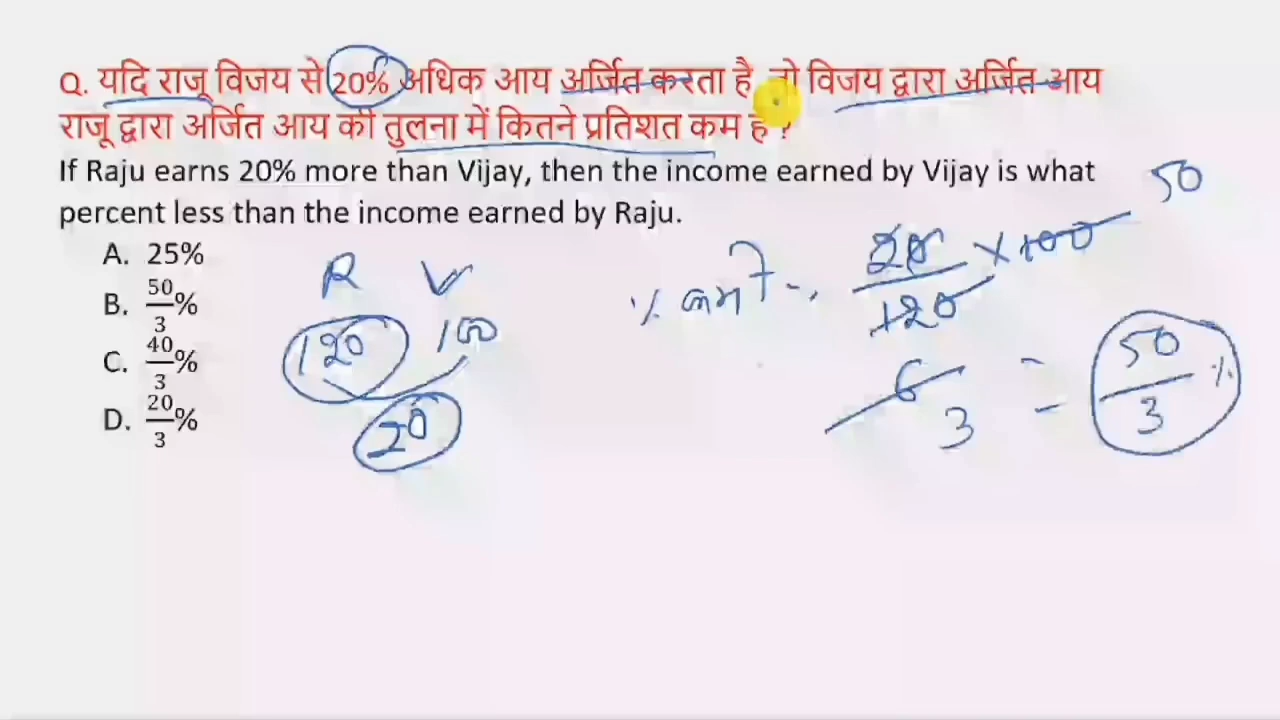 Q. यदि राजू विजय से 20% अधिक आय अर्जित करता है, तो विजय द्वारा अर्जित आय
राजू द्वारा अर्जित आय की तुलना में कितने प्रतिशत कम है ?
If Raju earns 20% more than Vijay, then the income earned by Vijay is what
percent less than the income earned by Raju.
A. 25%
B. 50/3%
C. 40/3%
D. 20/3%
R V
120 100
20
% कमी
20/120 × 100 50
6
3
= 50/3 %